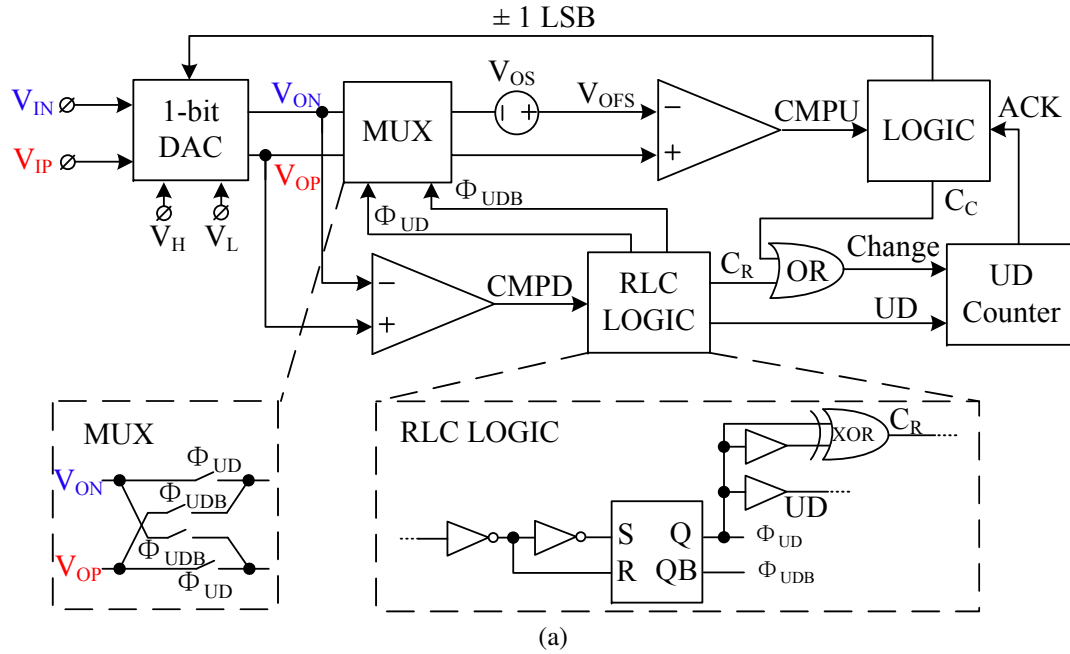 ± 1 LSB
V_IN
V_IP
1-bit
DAC
V_H
V_L
V_ON
V_OP
MUX
V_OS
V_OFS
−
+
− +
CMPU
LOGIC
ACK
C_C
Φ_UD
Φ_UDB
−
+
CMPD
RLC
LOGIC
C_R
OR
Change
UD
UD
Counter
MUX
V_ON
V_OP
Φ_UD
Φ_UDB
Φ_UDB
Φ_UD
RLC LOGIC
S
R
Q
QB
XOR
C_R
UD
Φ_UD
Φ_UDB
(a)